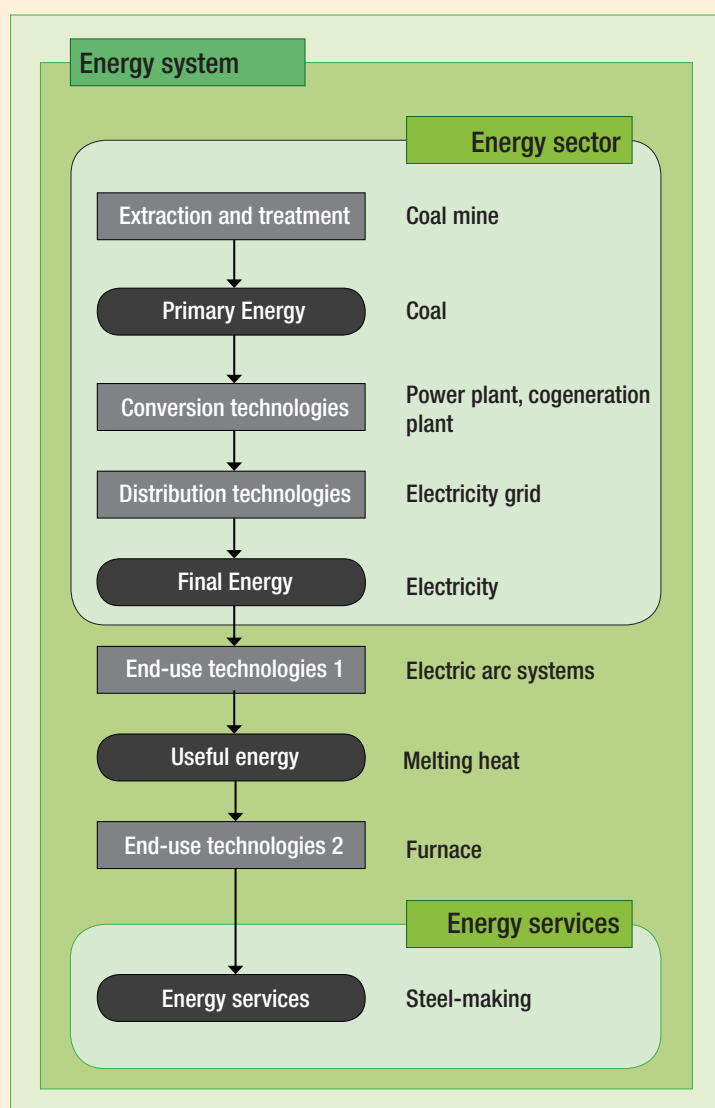 Energy system
Energy sector
Extraction and treatment
Coal mine
Primary Energy
Coal
Conversion technologies
Power plant, cogeneration
plant
Distribution technologies
Electricity grid
Final Energy
Electricity
End-use technologies 1
Electric arc systems
Useful energy
Melting heat
End-use technologies 2
Furnace
Energy services
Energy services
Steel-making